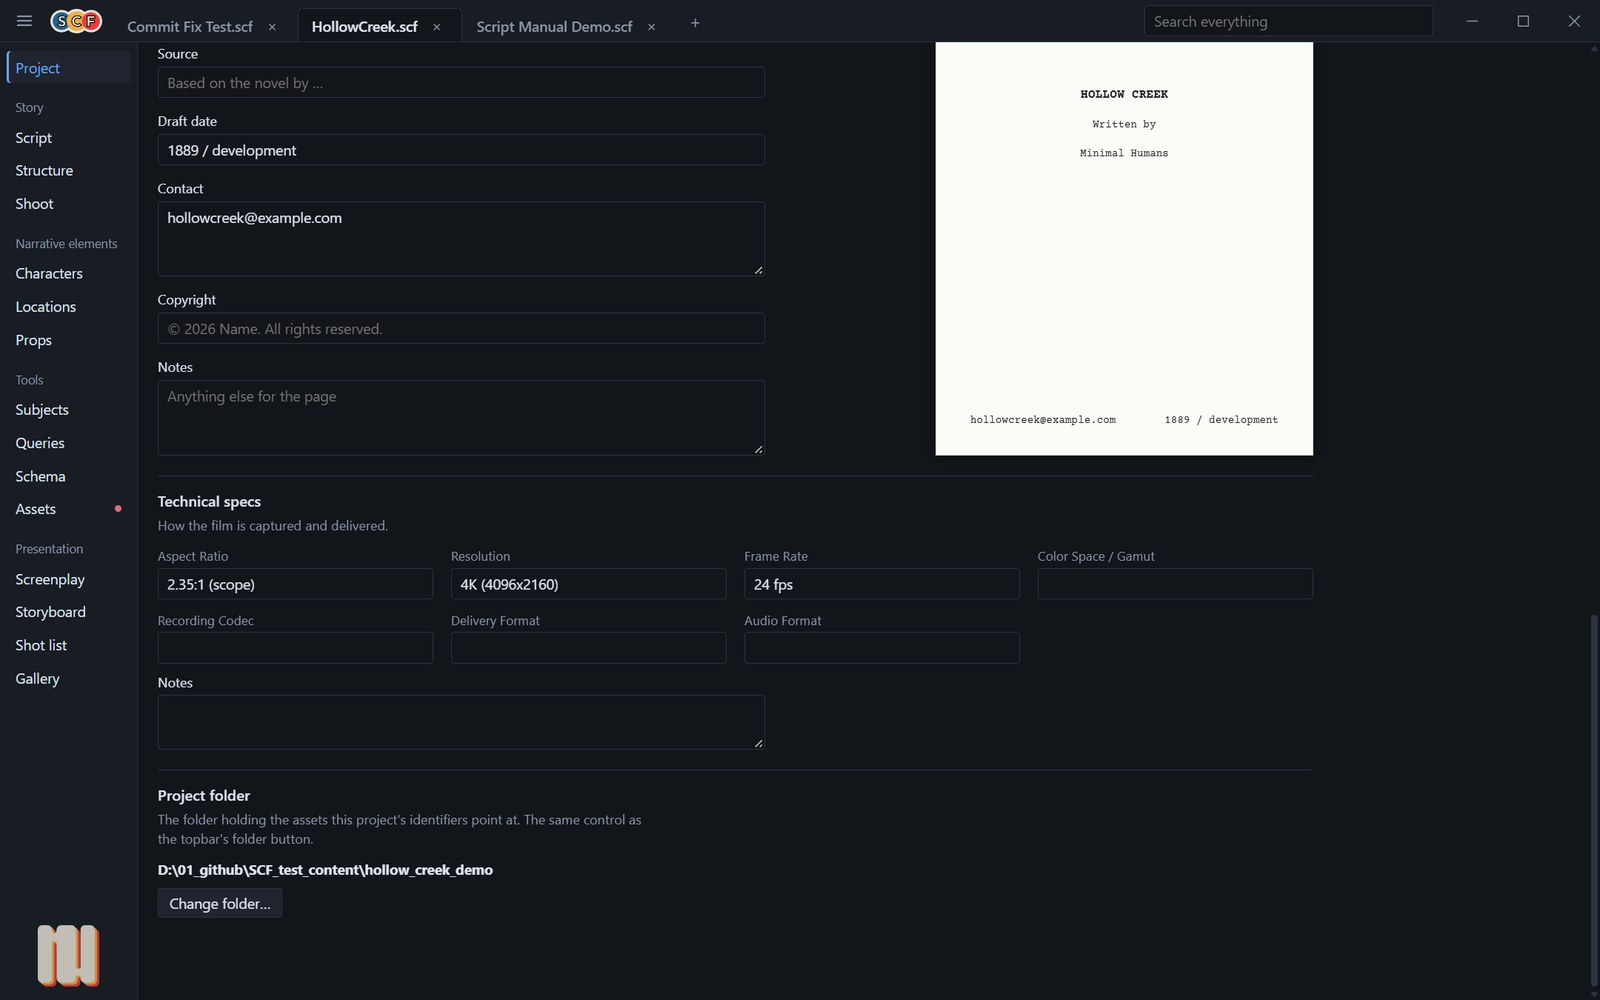 SCF
Commit Fix Test.scf ×
HollowCreek.scf ×
Script Manual Demo.scf ×
+
Search everything
Project
Story
Script
Structure
Shoot
Narrative elements
Characters
Locations
Props
Tools
Subjects
Queries
Schema
Assets
Presentation
Screenplay
Storyboard
Shot list
Gallery
Source
Based on the novel by ...
Draft date
1889 / development
Contact
hollowcreek@example.com
Copyright
© 2026 Name. All rights reserved.
Notes
Anything else for the page
HOLLOW CREEK
Written by
Minimal Humans
hollowcreek@example.com 1889 / development
Technical specs
How the film is captured and delivered.
Aspect Ratio Resolution Frame Rate Color Space / Gamut
2.35:1 (scope) 4K (4096x2160) 24 fps
Recording Codec Delivery Format Audio Format
Notes
Project folder
The folder holding the assets this project's identifiers point at. The same control as
the topbar's folder button.
D:\01_github\SCF_test_content\hollow_creek_demo
Change folder...